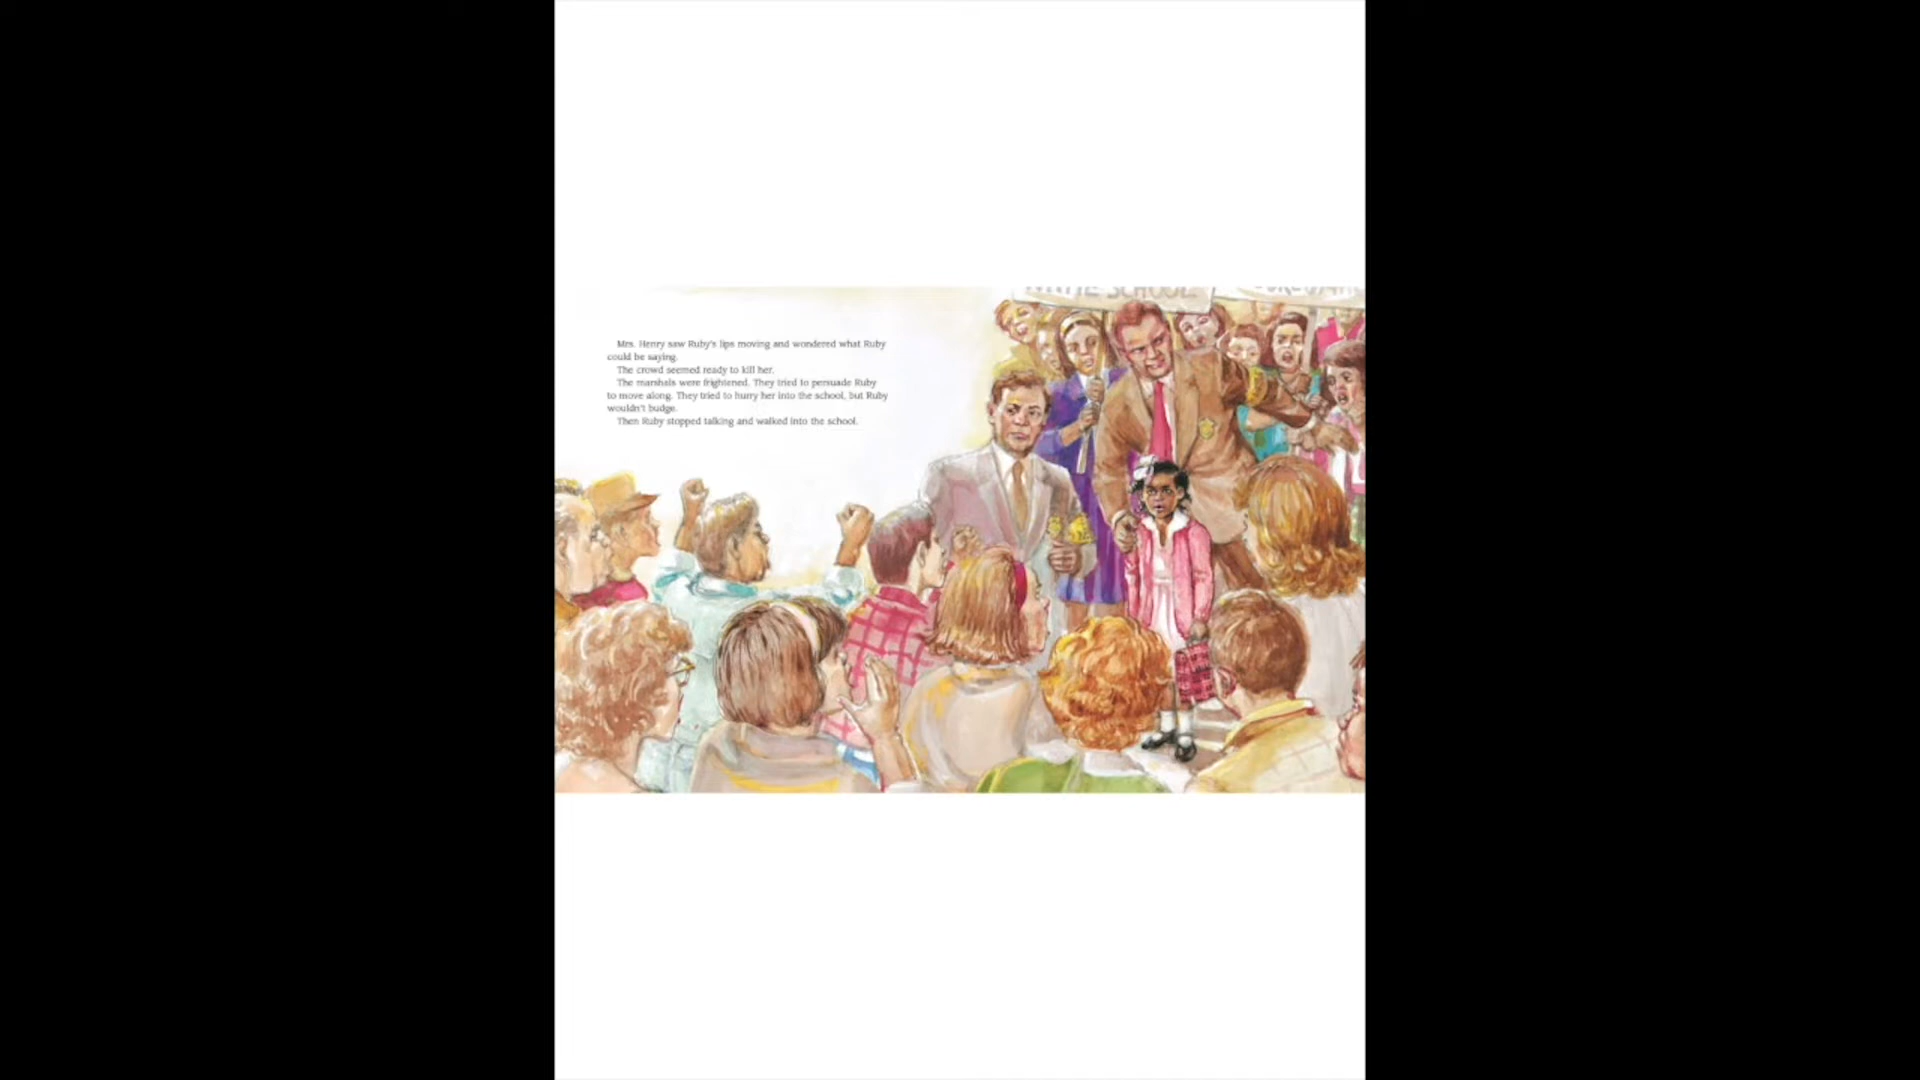 SCHOOL
Mrs. Henry saw Ruby's lips moving and wondered what Ruby
could be saying.
The crowd seemed ready to kill her.
The marshals were frightened. They tried to persuade Ruby
to move along. They tried to hurry her into the school, but Ruby
wouldn't budge.
Then Ruby stopped talking and walked into the school.